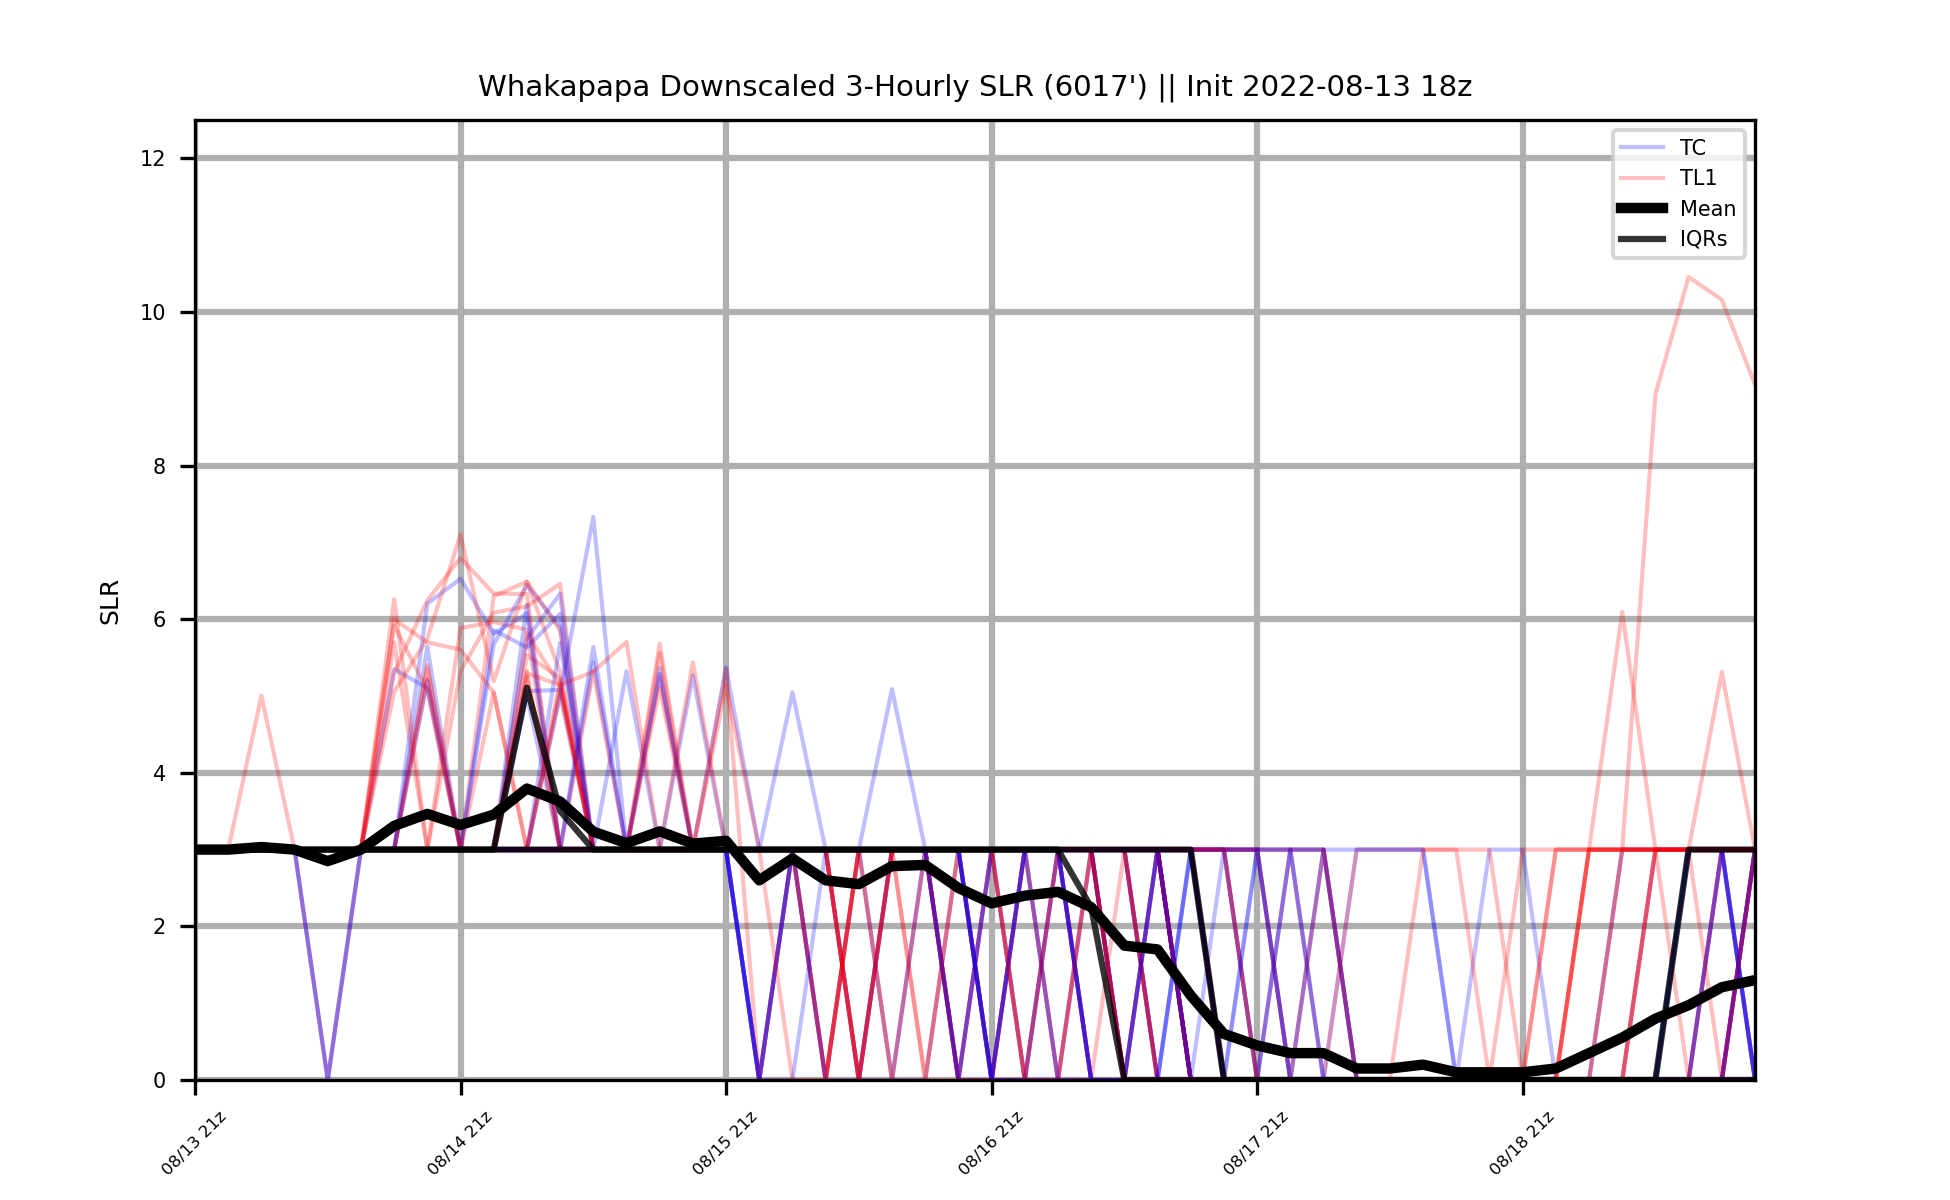 Whakapapa Downscaled 3-Hourly SLR (6017') || Init 2022-08-13 18z
TC
TL1
Mean
IQRs
SLR
12
10
8
6
4
2
0
08/13 21z
08/14 21z
08/15 21z
08/16 21z
08/17 21z
08/18 21z